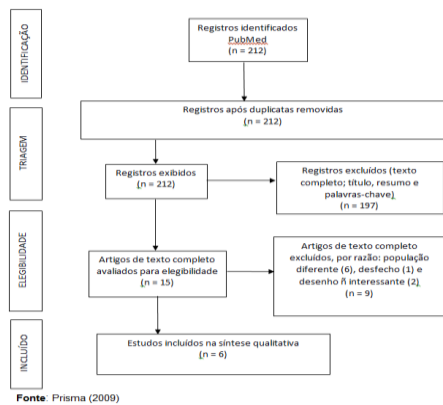 IDENTIFICAÇÃO
Registros identificados
PubMed
(n = 212)
TRIAGEM
Registros após duplicatas removidas
(n = 212)
Registros exibidos
(n = 212)
Registros excluídos (texto
completo; título, resumo e
palavras-chave)
(n = 197)
ELEGIBILIDADE
Artigos de texto completo
avaliados para elegibilidade
(n = 15)
Artigos de texto completo
excluídos, por razão: população
diferente (6), desfecho (1) e
desenho ñ interessante (2)
(n = 9)
INCLUÍDO
Estudos incluídos na síntese qualitativa
(n = 6)
Fonte: Prisma (2009)